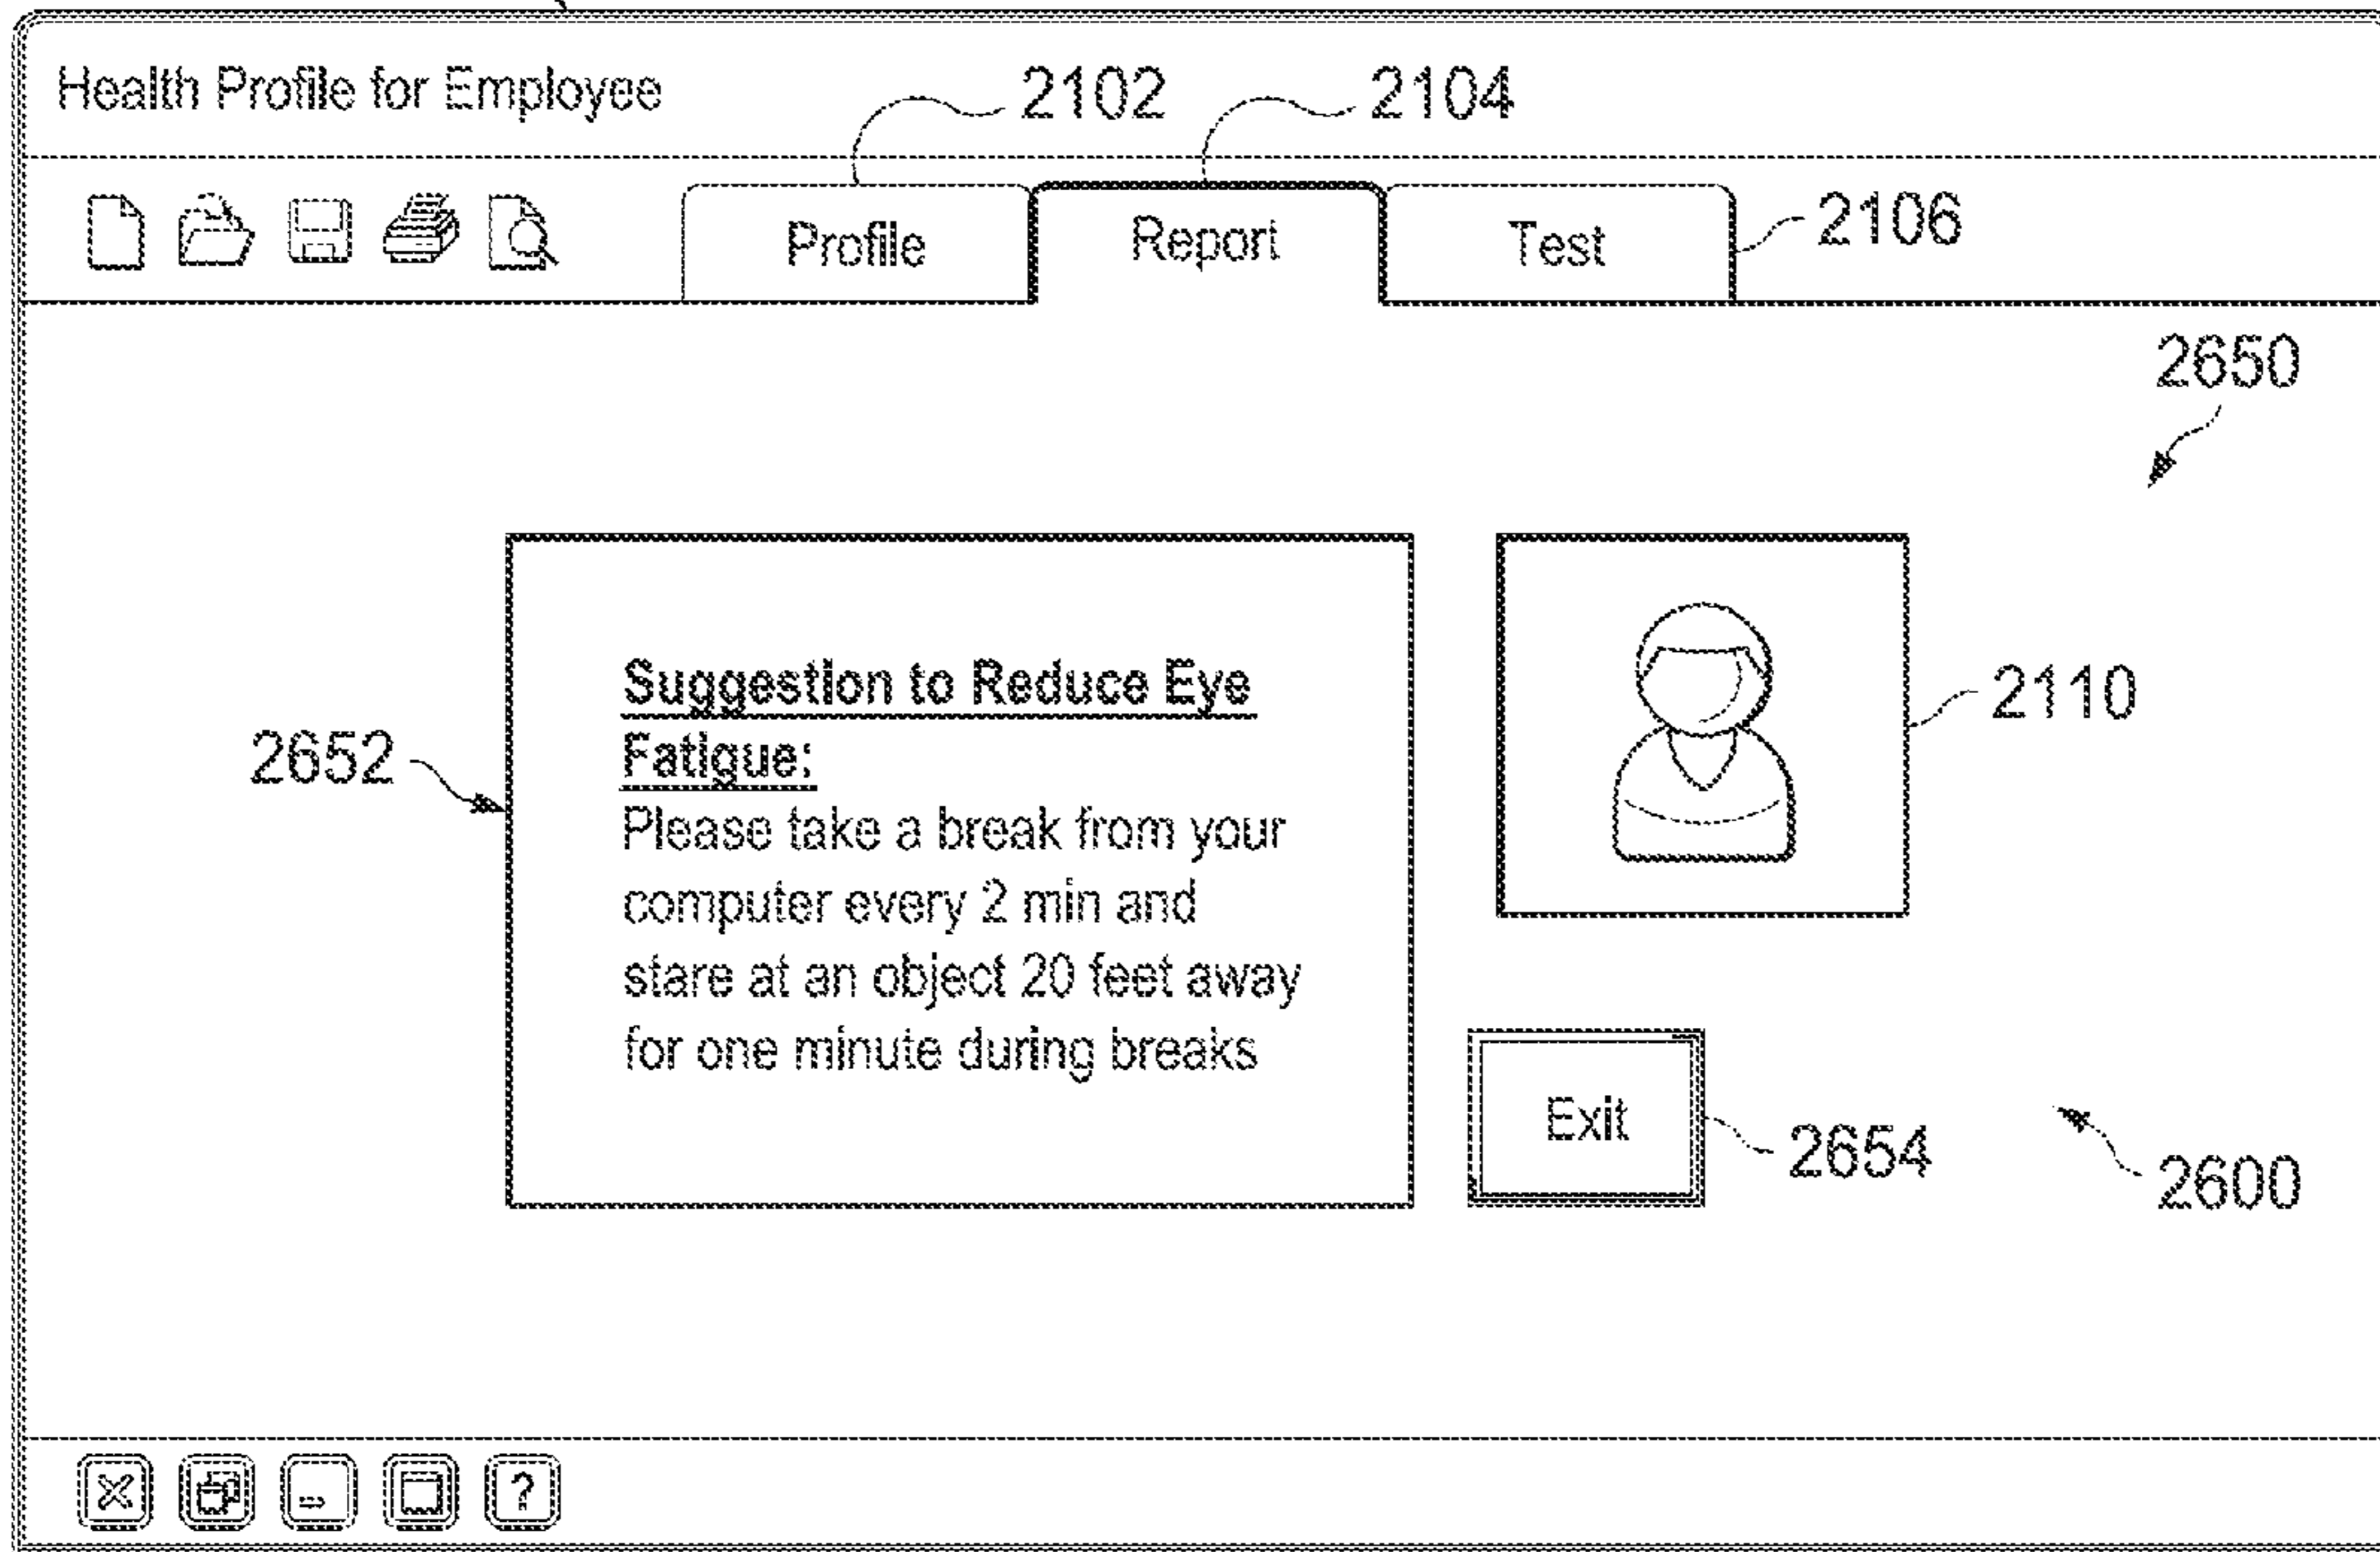 Health Profile for Employee
2102
2104
Profile
Report
Test
2106
2650
Suggestion to Reduce Eye
Fatigue:
Please take a break from your
computer every 2 min and
stare at an object 20 feet away
for one minute during breaks
2652
2110
Exit
2654
2600
?